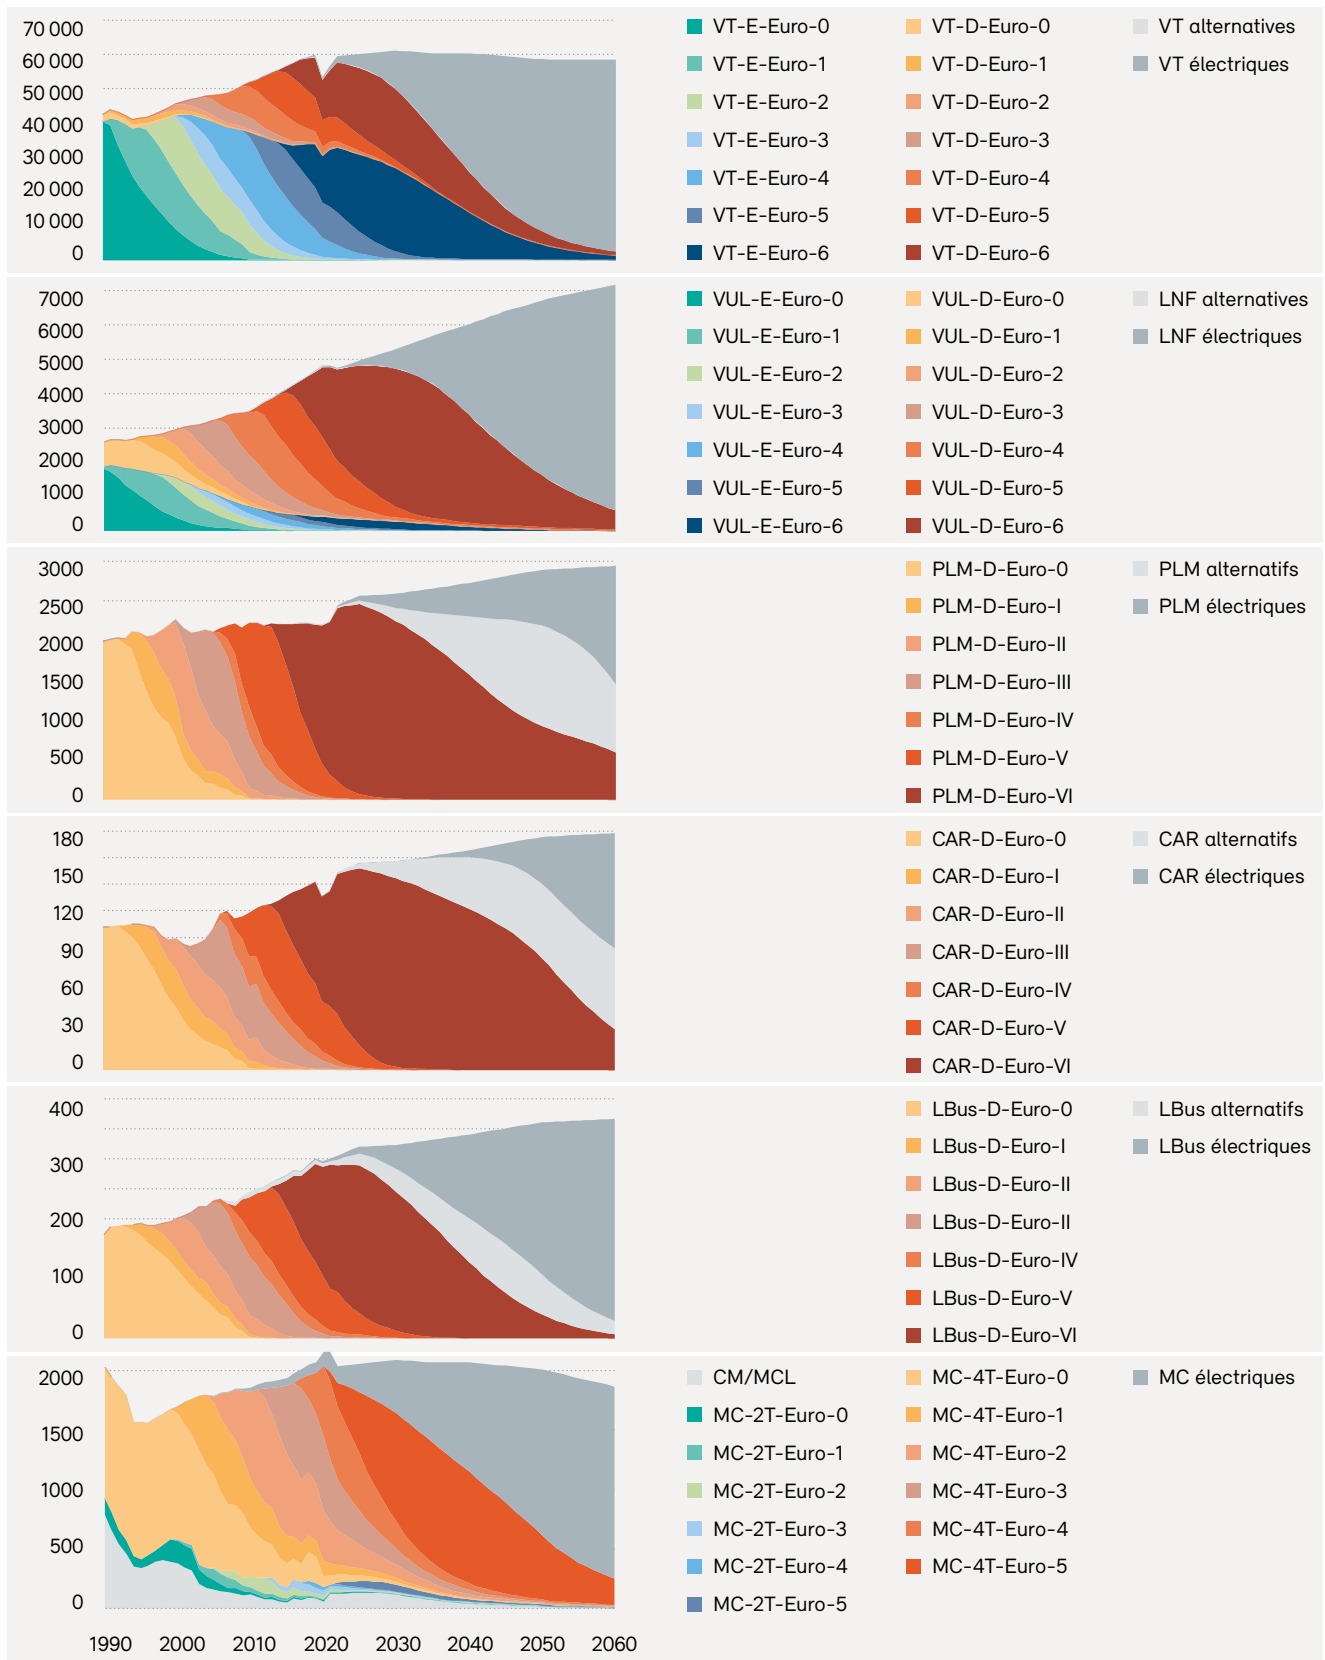 70 000
60 000
50 000
40 000
30 000
20 000
10 000
0
VT-E-Euro-0
VT-E-Euro-1
VT-E-Euro-2
VT-E-Euro-3
VT-E-Euro-4
VT-E-Euro-5
VT-E-Euro-6
VT-D-Euro-0
VT-D-Euro-1
VT-D-Euro-2
VT-D-Euro-3
VT-D-Euro-4
VT-D-Euro-5
VT-D-Euro-6
VT alternatives
VT électriques
7000
6000
5000
4000
3000
2000
1000
0
VUL-E-Euro-0
VUL-E-Euro-1
VUL-E-Euro-2
VUL-E-Euro-3
VUL-E-Euro-4
VUL-E-Euro-5
VUL-E-Euro-6
VUL-D-Euro-0
VUL-D-Euro-1
VUL-D-Euro-2
VUL-D-Euro-3
VUL-D-Euro-4
VUL-D-Euro-5
VUL-D-Euro-6
LNF alternatives
LNF électriques
3000
2500
2000
1500
1000
500
0
PLM-D-Euro-0
PLM-D-Euro-I
PLM-D-Euro-II
PLM-D-Euro-III
PLM-D-Euro-IV
PLM-D-Euro-V
PLM-D-Euro-VI
PLM alternatifs
PLM électriques
180
150
120
90
60
30
0
CAR-D-Euro-0
CAR-D-Euro-I
CAR-D-Euro-II
CAR-D-Euro-III
CAR-D-Euro-IV
CAR-D-Euro-V
CAR-D-Euro-VI
CAR alternatifs
CAR électriques
400
300
200
100
0
LBus-D-Euro-0
LBus-D-Euro-I
LBus-D-Euro-II
LBus-D-Euro-II
LBus-D-Euro-IV
LBus-D-Euro-V
LBus-D-Euro-VI
LBus alternatifs
LBus électriques
2000
1500
1000
500
0
CM/MCL
MC-2T-Euro-0
MC-2T-Euro-1
MC-2T-Euro-2
MC-2T-Euro-3
MC-2T-Euro-4
MC-2T-Euro-5
MC-4T-Euro-0
MC-4T-Euro-1
MC-4T-Euro-2
MC-4T-Euro-3
MC-4T-Euro-4
MC-4T-Euro-5
MC électriques
1990 2000 2010 2020 2030 2040 2050 2060